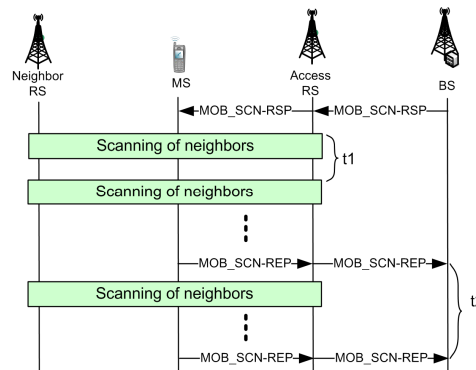 Neighbor
RS
MS
Access
RS
BS
MOB_SCN-RSP
MOB_SCN-RSP
Scanning of neighbors
t1
Scanning of neighbors
MOB_SCN-REP
MOB_SCN-REP
Scanning of neighbors
t
MOB_SCN-REP
MOB_SCN-REP